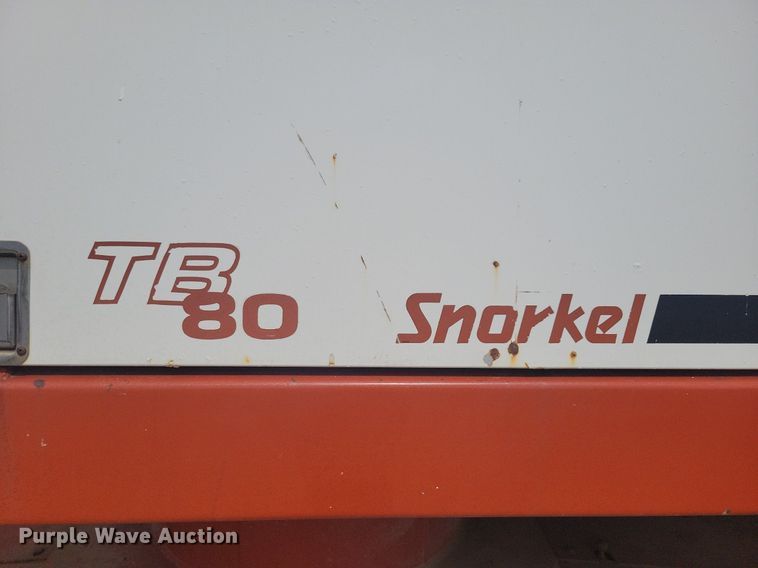 TB
80 Snorkel
Purple Wave Auction